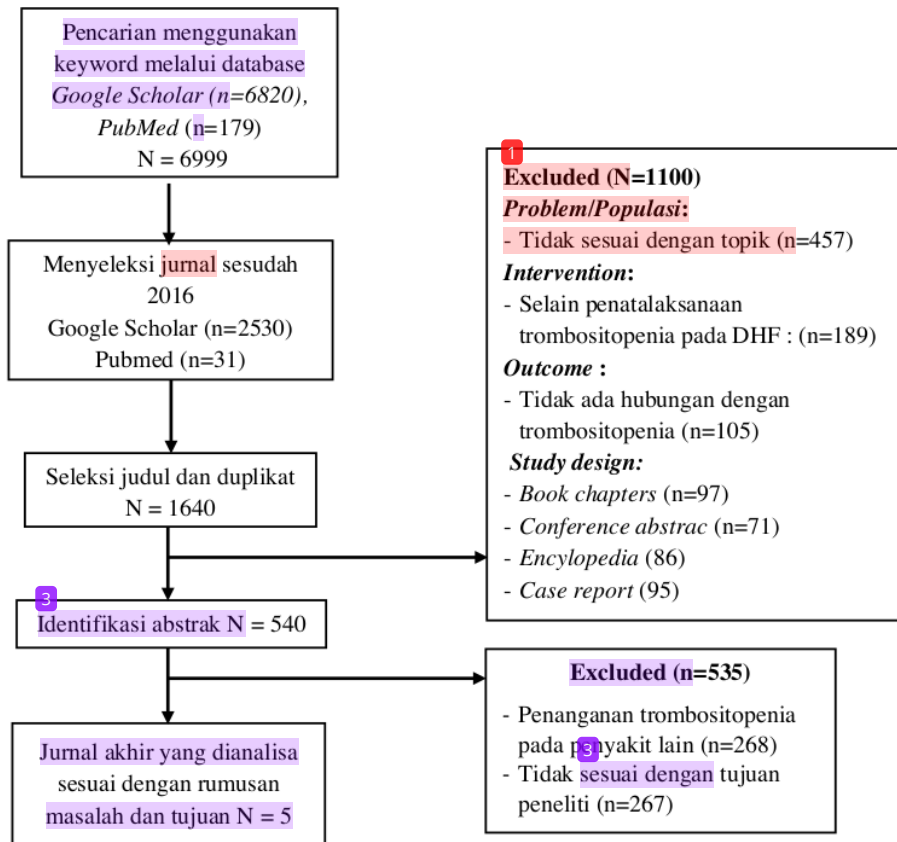 Pencarian menggunakan
keyword melalui database
Google Scholar (n=6820),
PubMed (n=179)
N = 6999
Menyeleksi jurnal sesudah
2016
Google Scholar (n=2530)
Pubmed (n=31)
Seleksi judul dan duplikat
N = 1640
1
Excluded (N=1100)
Problem/Populasi:
- Tidak sesuai dengan topik (n=457)
Intervention:
- Selain penatalaksanaan
trombositopenia pada DHF : (n=189)
Outcome :
- Tidak ada hubungan dengan
trombositopenia (n=105)
Study design:
- Book chapters (n=97)
- Conference abstrac (n=71)
- Encylopedia (86)
- Case report (95)
3
Identifikasi abstrak N = 540
Excluded (n=535)
- Penanganan trombositopenia
pada penyakit lain (n=268)
3
- Tidak sesuai dengan tujuan
peneliti (n=267)
Jurnal akhir yang dianalisa
sesuai dengan rumusan
masalah dan tujuan N = 5